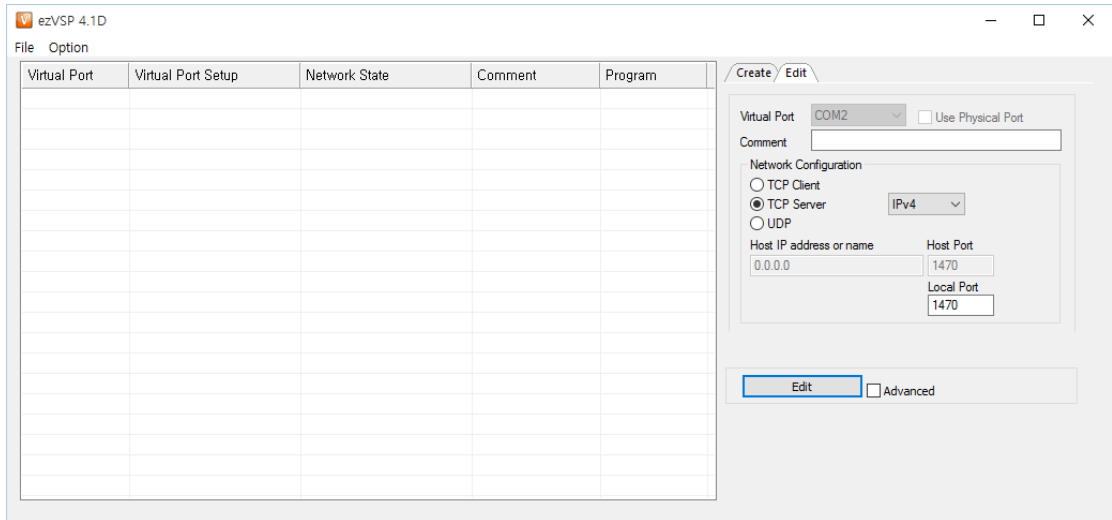 ezVSP 4.1D
File Option
Virtual Port Virtual Port Setup Network State Comment Program
Create Edit
Virtual Port COM2 Use Physical Port
Comment
Network Configuration
TCP Client
TCP Server IPv4
UDP
Host IP address or name Host Port
0.0.0.0 1470
Local Port
1470
Edit Advanced